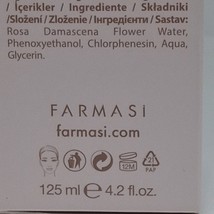 / İçerikler / Ingrediente / Składniki
/Složení / Zloženie / Інгредієнти / Sastav:
Rosa Damascena Flower Water,
Phenoxyethanol, Chlorphenesin, Aqua,
Glycerin.
FARMASI
farmasi.com
12M
21
PAP
125 ml ℮ 4.2 fl.oz.